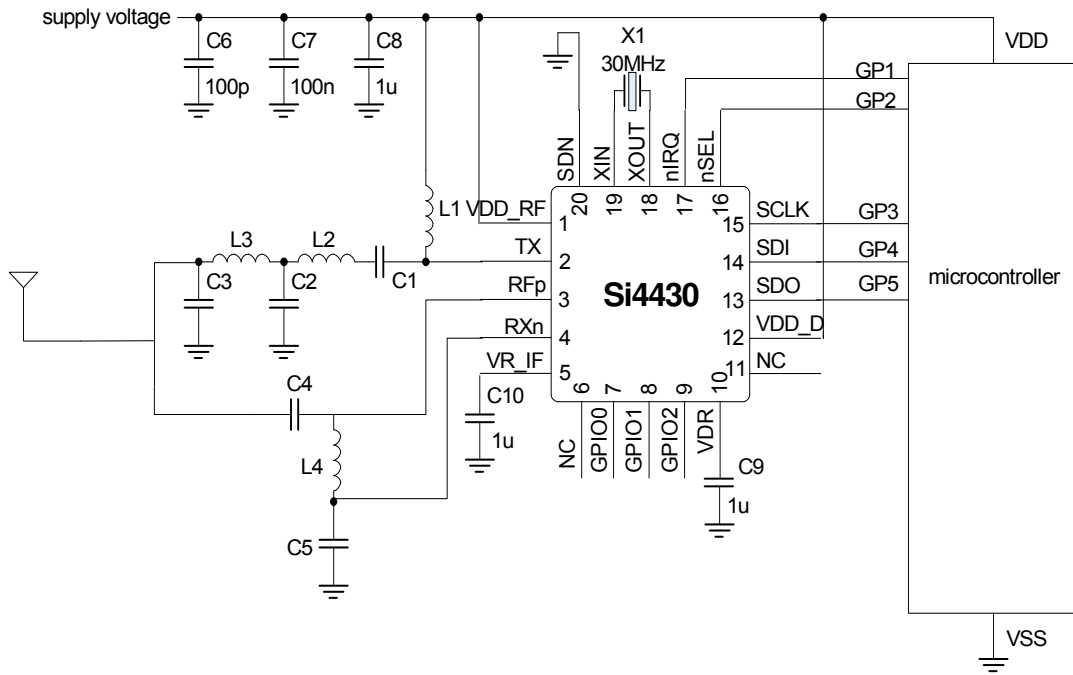 supply voltage
C6
100p
C7
100n
C8
1u
X1
30MHz
VDD
GP1
GP2
SDN
XIN
XOUT
nIRQ
nSEL
20
19
18
17
16
L1
VDD_RF
1
15
SCLK
GP3
L3
L2
TX
2
14
SDI
GP4
C3
C2
C1
RFp
3
Si4430
13
SDO
GP5
microcontroller
RXn
4
12
VDD_D
VR_IF
5
11
NC
6
7
8
9
10
C4
C10
1u
NC
GPIO0
GPIO1
GPIO2
VDR
L4
C9
1u
C5
VSS